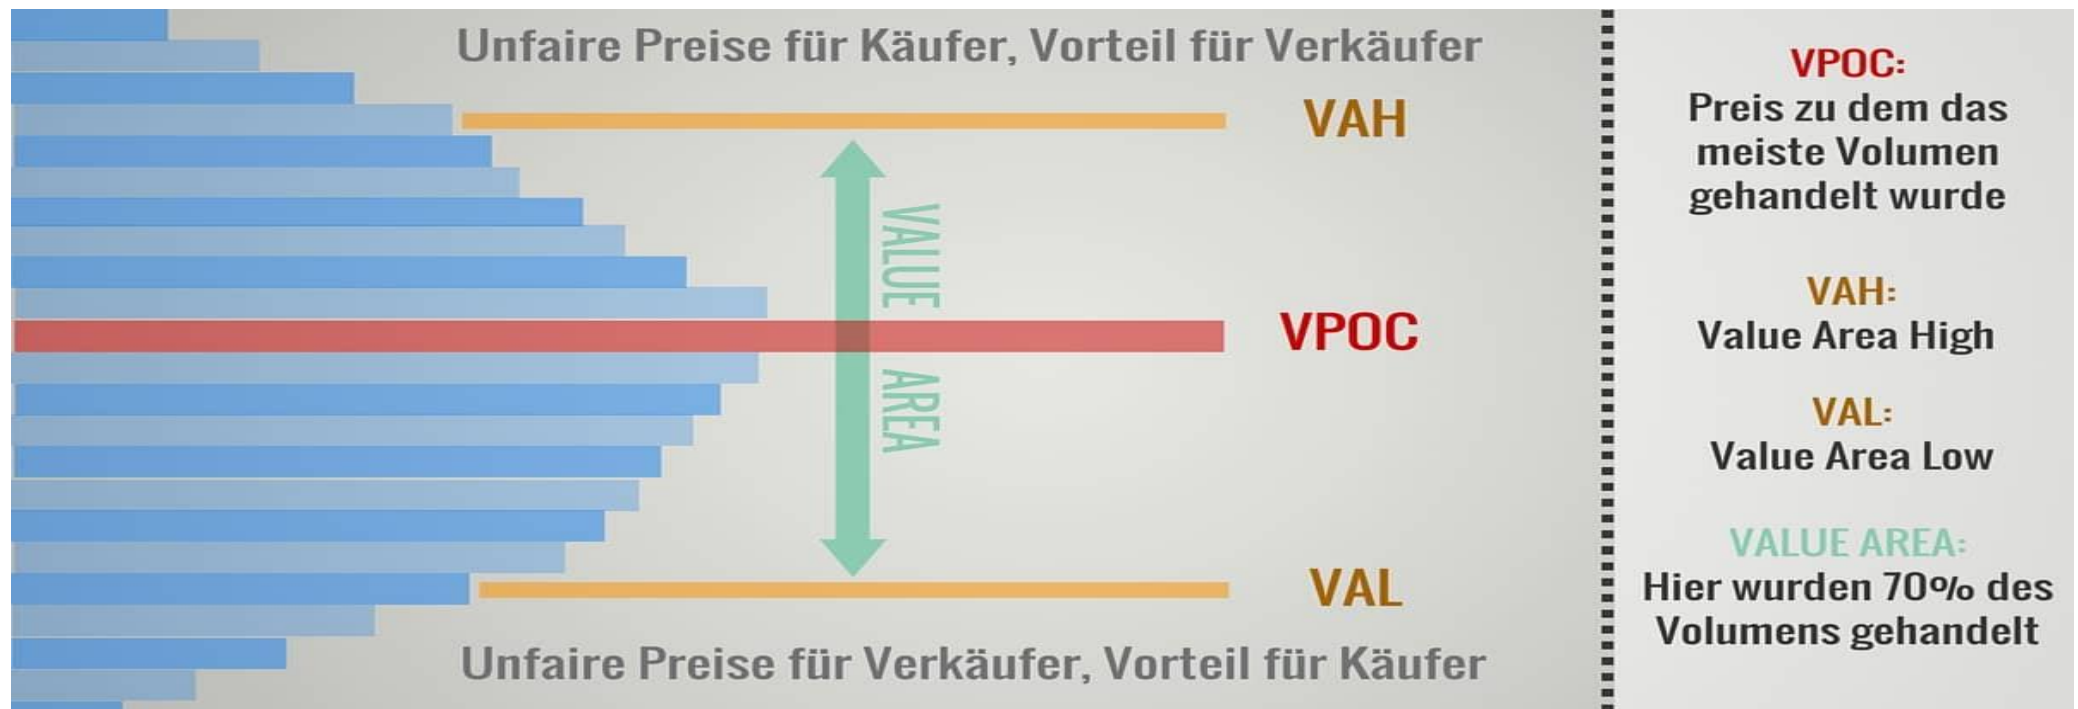 Unfaire Preise für Käufer, Vorteil für Verkäufer
VAH
VALUE AREA
VPOC
VAL
Unfaire Preise für Verkäufer, Vorteil für Käufer
VPOC:
Preis zu dem das
meiste Volumen
gehandelt wurde
VAH:
Value Area High
VAL:
Value Area Low
VALUE AREA:
Hier wurden 70% des
Volumens gehandelt